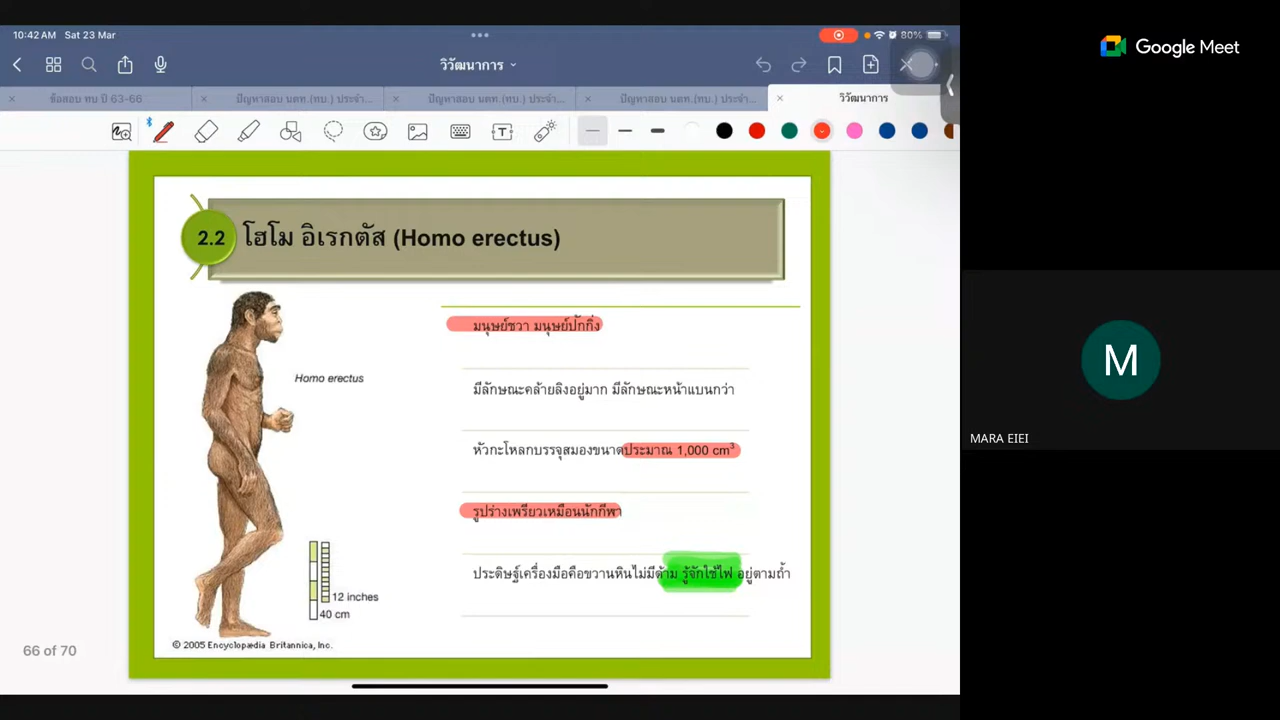 10:42 AM Sat 23 Mar
80%
Google Meet
วิวัฒนาการ
ข้อสอบ ทบ ปี 63-66
ปัญหาสอบ นตท.(ทบ.) ประจำ...
ปัญหาสอบ นตท.(ทบ.) ประจำ...
ปัญหาสอบ นตท.(ทบ.) ประจำ...
วิวัฒนาการ
2.2 โฮโม อิเรกตัส (Homo erectus)
มนุษย์ชวา มนุษย์ปักกิ่ง
Homo erectus
มีลักษณะคล้ายลิงอยู่มาก มีลักษณะหน้าแบนกว่า
หัวกะโหลกบรรจุสมองขนาดประมาณ 1,000 cm³
รูปร่างเพรียวเหมือนนักกีฬา
ประดิษฐ์เครื่องมือคือขวานหินไม่มีด้าม รู้จักใช้ไฟ อยู่ตามถ้ำ
12 inches
40 cm
© 2005 Encyclopædia Britannica, Inc.
66 of 70
M
MARA EIEI